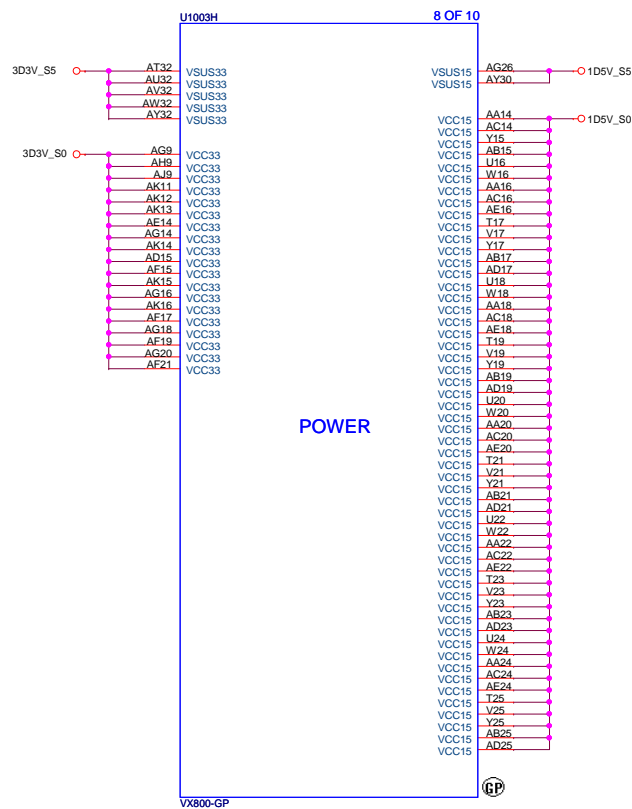 U1003H 8 OF 10
3D3V_S5 AT32 VSUS33 VSUS15 AG26 1D5V_S5
AU32 VSUS33 VSUS15 AY30
AV32 VSUS33
AW32 VSUS33
AY32 VSUS33 VCC15 AA14 1D5V_S0
VCC15 AC14
VCC15 Y15
3D3V_S0 AG9 VCC33 VCC15 AB15
AH9 VCC33 VCC15 U16
AJ9 VCC33 VCC15 W16
AK11 VCC33 VCC15 AA16
AK12 VCC33 VCC15 AC16
AK13 VCC33 VCC15 AE16
AE14 VCC33 VCC15 T17
AG14 VCC33 VCC15 V17
AK14 VCC33 VCC15 Y17
AD15 VCC33 VCC15 AB17
AF15 VCC33 VCC15 AD17
AK15 VCC33 VCC15 U18
AG16 VCC33 VCC15 W18
AK16 VCC33 VCC15 AA18
AF17 VCC33 VCC15 AC18
AG18 VCC33 VCC15 AE18
AF19 VCC33 VCC15 T19
AG20 VCC33 VCC15 V19
AF21 VCC33 VCC15 Y19
VCC15 AB19
VCC15 AD19
VCC15 U20
VCC15 W20
POWER VCC15 AA20
VCC15 AC20
VCC15 AE20
VCC15 T21
VCC15 V21
VCC15 Y21
VCC15 AB21
VCC15 AD21
VCC15 U22
VCC15 W22
VCC15 AA22
VCC15 AC22
VCC15 AE22
VCC15 T23
VCC15 V23
VCC15 Y23
VCC15 AB23
VCC15 AD23
VCC15 U24
VCC15 W24
VCC15 AA24
VCC15 AC24
VCC15 AE24
VCC15 T25
VCC15 V25
VCC15 Y25
VCC15 AB25
VCC15 AD25
GP
VX800-GP